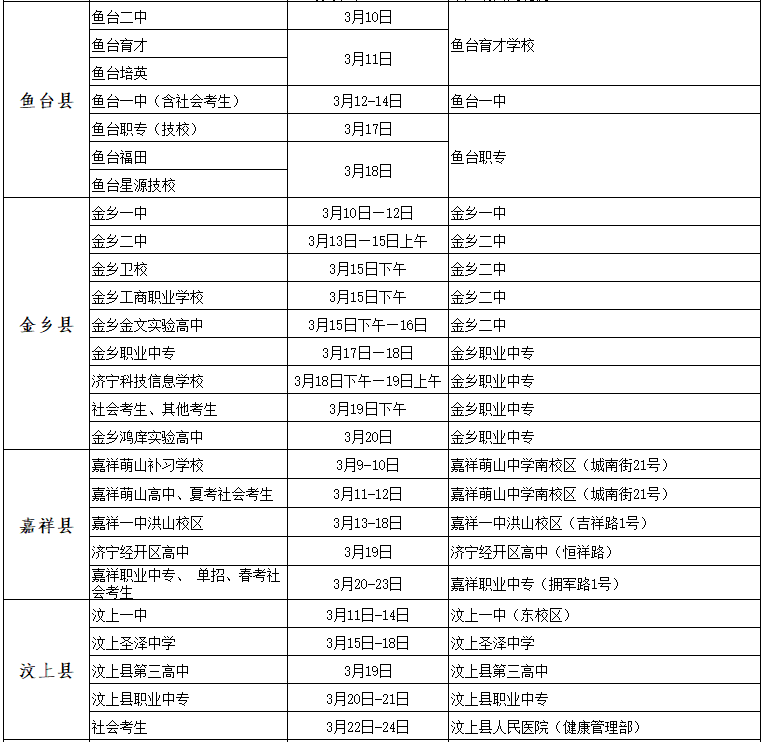 鱼台县
鱼台二中 3月10日 鱼台育才学校
鱼台育才 3月11日
鱼台培英
鱼台一中（含社会考生） 3月12-14日 鱼台一中
鱼台职专（技校） 3月17日 鱼台职专
鱼台福田 3月18日
鱼台星源技校
金乡县
金乡一中 3月10日—12日 金乡一中
金乡二中 3月13日—15日上午 金乡二中
金乡卫校 3月15日下午 金乡二中
金乡工商职业学校 3月15日下午 金乡二中
金乡金文实验高中 3月15日下午—16日 金乡二中
金乡职业中专 3月17日—18日 金乡职业中专
济宁科技信息学校 3月18日下午—19日上午 金乡职业中专
社会考生、其他考生 3月19日下午 金乡职业中专
金乡鸿庠实验高中 3月20日 金乡职业中专
嘉祥县
嘉祥萌山补习学校 3月9-10日 嘉祥萌山中学南校区（城南街21号）
嘉祥萌山高中、夏考社会考生 3月11-12日 嘉祥萌山中学南校区（城南街21号）
嘉祥一中洪山校区 3月13-18日 嘉祥一中洪山校区（吉祥路1号）
济宁经开区高中 3月19日 济宁经开区高中（恒祥路）
嘉祥职业中专、 单招、春考社
会考生 3月20-23日 嘉祥职业中专（拥军路1号）
汶上县
汶上一中 3月11日-14日 汶上一中（东校区）
汶上圣泽中学 3月15日-18日 汶上圣泽中学
汶上县第三高中 3月19日 汶上县第三高中
汶上县职业中专 3月20日-21日 汶上县职业中专
社会考生 3月22日-24日 汶上县人民医院（健康管理部）